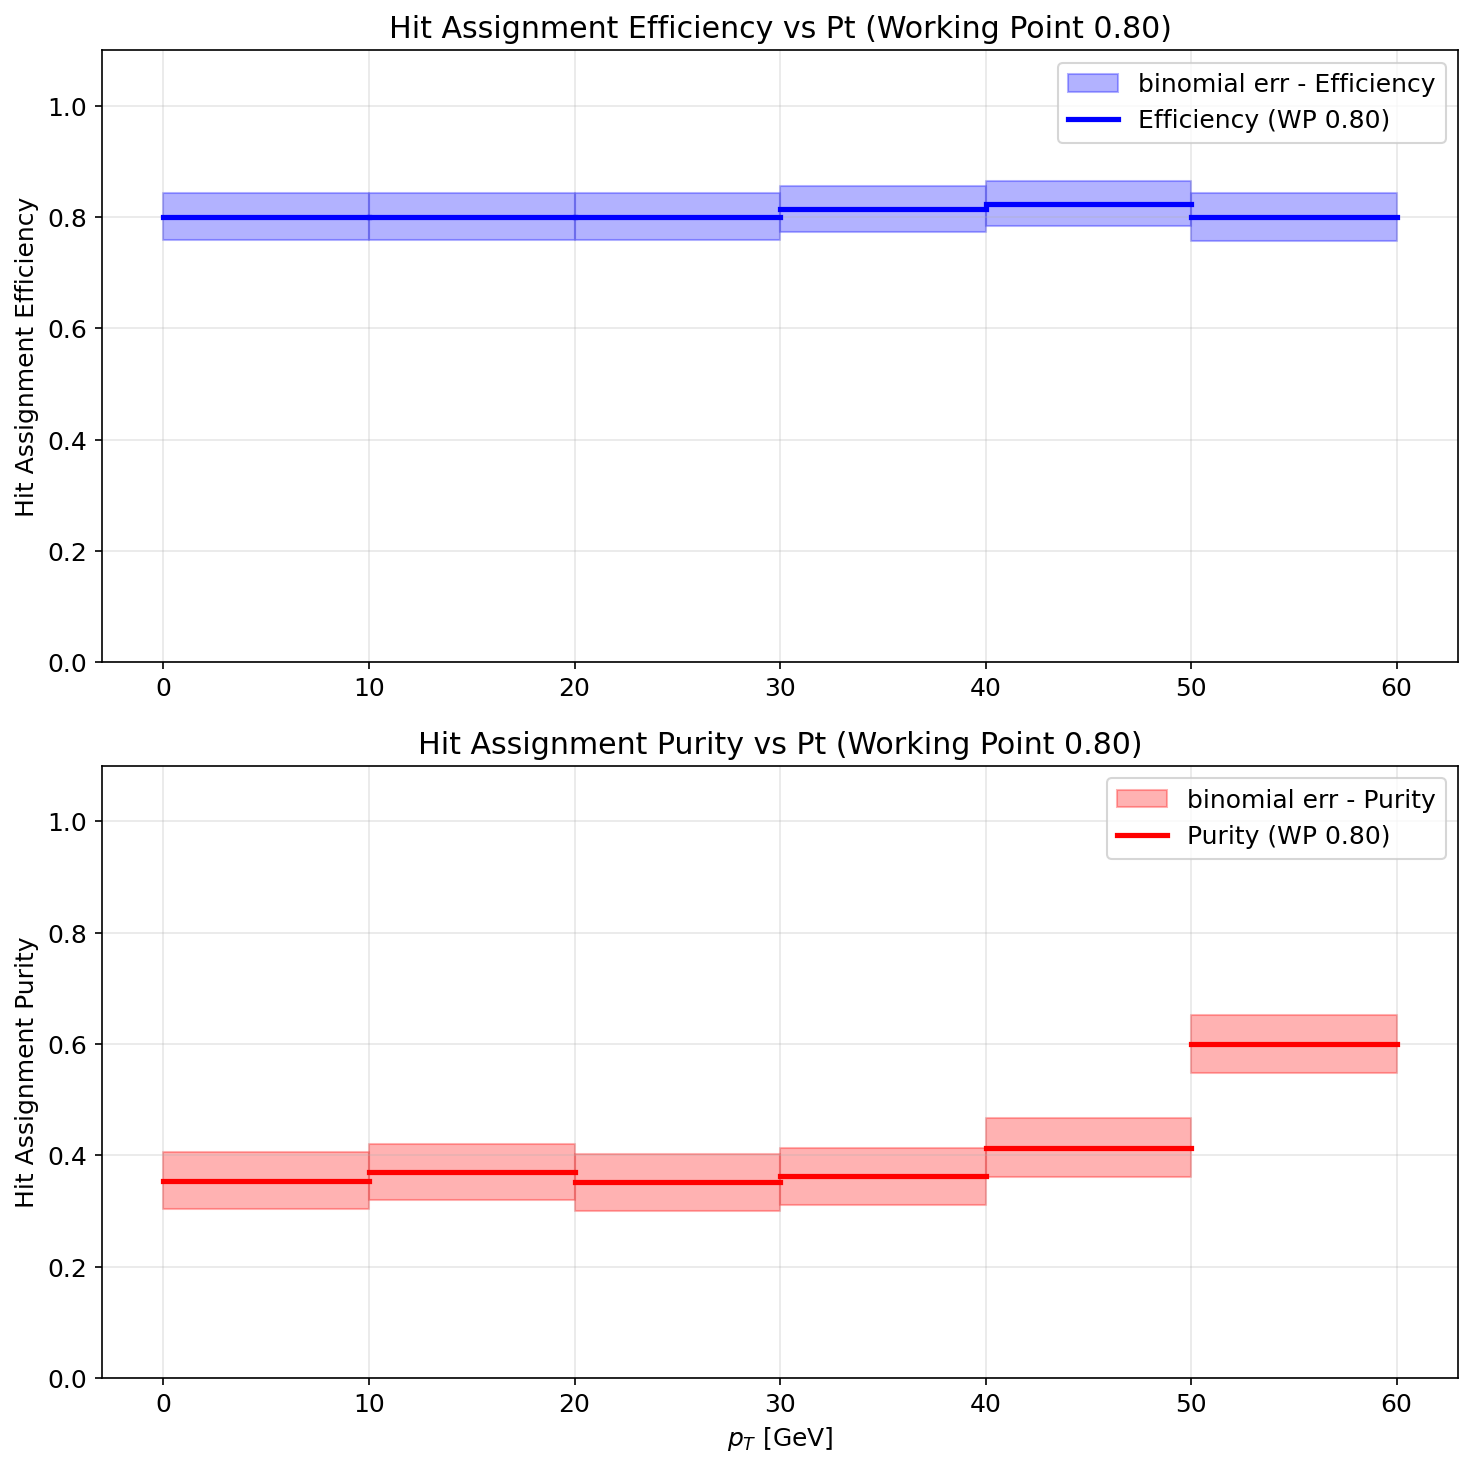 Hit Assignment Efficiency vs Pt (Working Point 0.80)
binomial err - Efficiency
Efficiency (WP 0.80)
Hit Assignment Efficiency
1.0
0.8
0.6
0.4
0.2
0.0
0 10 20 30 40 50 60
Hit Assignment Purity vs Pt (Working Point 0.80)
binomial err - Purity
Purity (WP 0.80)
Hit Assignment Purity
1.0
0.8
0.6
0.4
0.2
0.0
0 10 20 30 40 50 60
p_T [GeV]